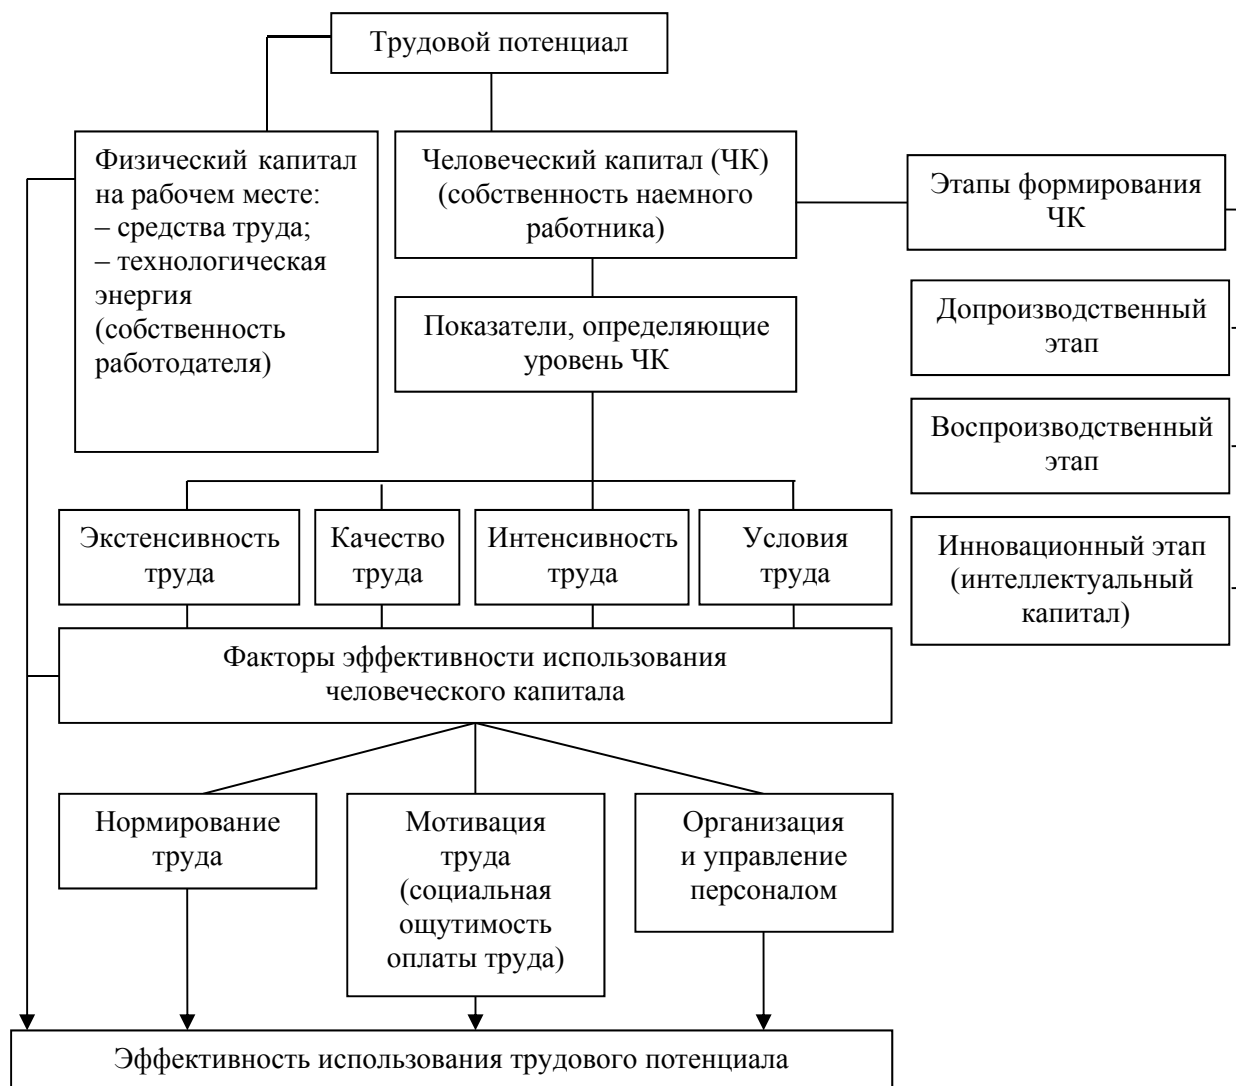 Трудовой потенциал
Физический капитал
на рабочем месте:
– средства труда;
– технологическая
энергия
(собственность
работодателя)
Человеческий капитал (ЧК)
(собственность наемного
работника)
Этапы формирования
ЧК
Показатели, определяющие
уровень ЧК
Допроизводственный
этап
Воспроизводственный
этап
Инновационный этап
(интеллектуальный
капитал)
Экстенсивность
труда
Качество
труда
Интенсивность
труда
Условия
труда
Факторы эффективности использования
человеческого капитала
Нормирование
труда
Мотивация
труда
(социальная
ощутимость
оплаты труда)
Организация
и управление
персоналом
Эффективность использования трудового потенциала